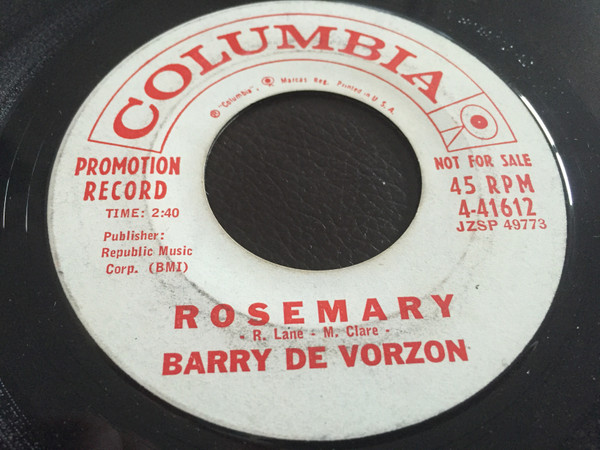 COLUMBIA
® "Columbia", Marcas Reg. Printed in U.S.A.
PROMOTION
RECORD
TIME: 2:40
Publisher:
Republic Music
Corp. (BMI)
NOT FOR SALE
45 RPM
4-41612
JZSP 49773
ROSEMARY
- R. Lane - M. Clare -
BARRY DE VORZON